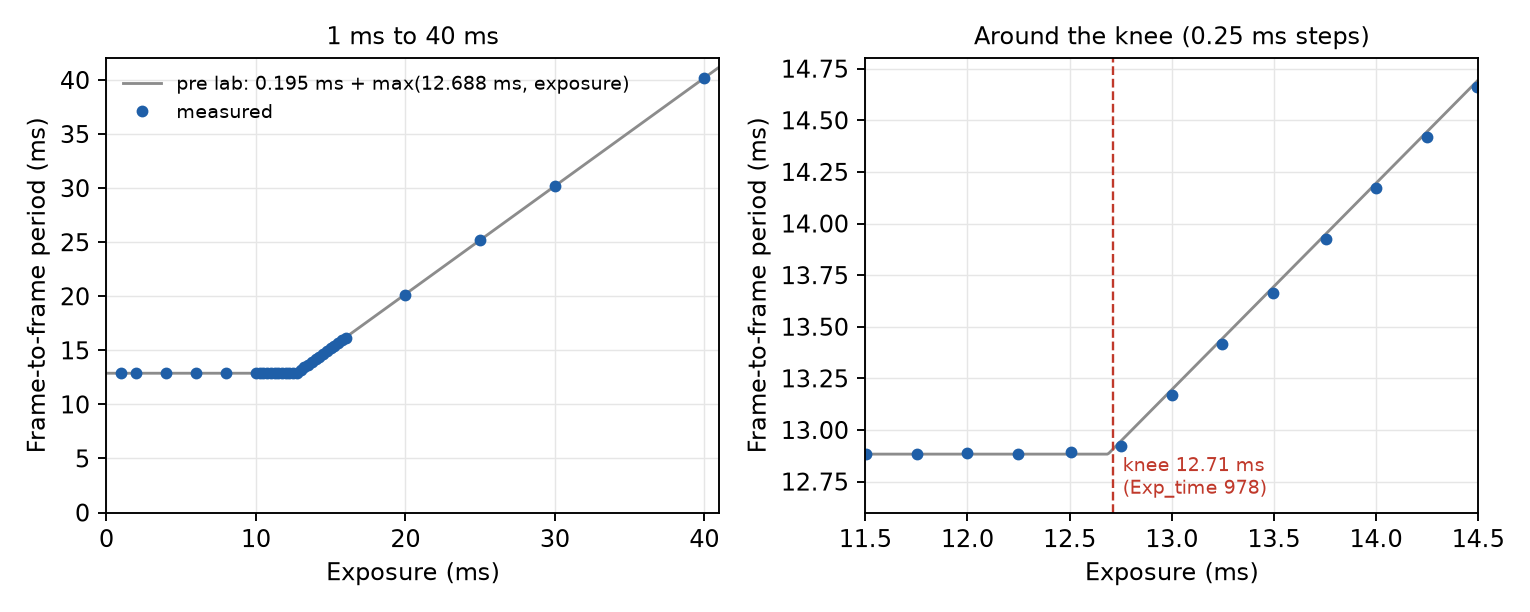 1 ms to 40 ms
pre lab: 0.195 ms + max(12.688 ms, exposure)
measured
Frame-to-frame period (ms)
40
35
30
25
20
15
10
5
0
0 10 20 30 40
Exposure (ms)
Around the knee (0.25 ms steps)
Frame-to-frame period (ms)
14.75
14.50
14.25
14.00
13.75
13.50
13.25
13.00
12.75
knee 12.71 ms
(Exp_time 978)
11.5 12.0 12.5 13.0 13.5 14.0 14.5
Exposure (ms)